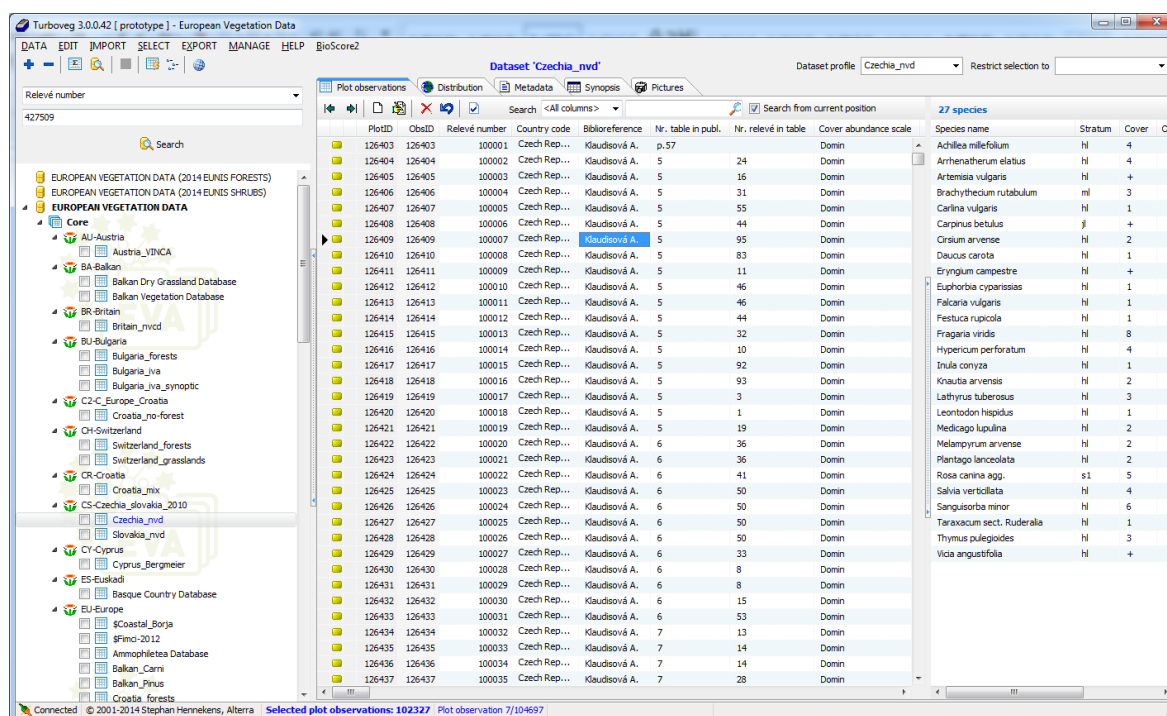 Turboveg 3.0.0.42 [ prototype ] - European Vegetation Data
DATA EDIT IMPORT SELECT EXPORT MANAGE HELP BioScore2
Dataset 'Czechia_nvd'
Dataset profile Czechia_nvd Restrict selection to
Relevé number
427509
Search
EUROPEAN VEGETATION DATA (2014 EUNIS FORESTS)
EUROPEAN VEGETATION DATA (2014 EUNIS SHRUBS)
EUROPEAN VEGETATION DATA
Core
AU-Austria
Austria_VINCA
BA-Balkan
Balkan Dry Grassland Database
Balkan Vegetation Database
BR-Britain
Britain_nvcd
BU-Bulgaria
Bulgaria_forests
Bulgaria_iva
Bulgaria_iva_synoptic
C2-C_Europe_Croatia
Croatia_no-forest
CH-Switzerland
Switzerland_forests
Switzerland_grasslands
CR-Croatia
Croatia_mix
CS-Czechia_slovakia_2010
Czechia_nvd
Slovakia_nvd
CY-Cyprus
Cyprus_Bergmeier
ES-Euskadi
Basque Country Database
EU-Europe
$Coastal_Borja
$Fimci-2012
Ammophiletea Database
Balkan_Carni
Balkan_Pinus
Croatia_forests
Plot observations Distribution Metadata Synopsis Pictures
Search <All columns> Search from current position
PlotID ObsID Relevé number Country code Biblioreference Nr. table in publ. Nr. relevé in table Cover abundance scale
126403 126403 100001 Czech Rep... Klaudisová A. p.57 Domin
126404 126404 100002 Czech Rep... Klaudisová A. 5 24 Domin
126405 126405 100003 Czech Rep... Klaudisová A. 5 16 Domin
126406 126406 100004 Czech Rep... Klaudisová A. 5 31 Domin
126407 126407 100005 Czech Rep... Klaudisová A. 5 55 Domin
126408 126408 100006 Czech Rep... Klaudisová A. 5 44 Domin
126409 126409 100007 Czech Rep... Klaudisová A. 5 95 Domin
126410 126410 100008 Czech Rep... Klaudisová A. 5 83 Domin
126411 126411 100009 Czech Rep... Klaudisová A. 5 11 Domin
126412 126412 100010 Czech Rep... Klaudisová A. 5 46 Domin
126413 126413 100011 Czech Rep... Klaudisová A. 5 46 Domin
126414 126414 100012 Czech Rep... Klaudisová A. 5 44 Domin
126415 126415 100013 Czech Rep... Klaudisová A. 5 32 Domin
126416 126416 100014 Czech Rep... Klaudisová A. 5 10 Domin
126417 126417 100015 Czech Rep... Klaudisová A. 5 92 Domin
126418 126418 100016 Czech Rep... Klaudisová A. 5 93 Domin
126419 126419 100017 Czech Rep... Klaudisová A. 5 3 Domin
126420 126420 100018 Czech Rep... Klaudisová A. 5 1 Domin
126421 126421 100019 Czech Rep... Klaudisová A. 5 19 Domin
126422 126422 100020 Czech Rep... Klaudisová A. 6 36 Domin
126423 126423 100021 Czech Rep... Klaudisová A. 6 36 Domin
126424 126424 100022 Czech Rep... Klaudisová A. 6 41 Domin
126425 126425 100023 Czech Rep... Klaudisová A. 6 50 Domin
126426 126426 100024 Czech Rep... Klaudisová A. 6 50 Domin
126427 126427 100025 Czech Rep... Klaudisová A. 6 50 Domin
126428 126428 100026 Czech Rep... Klaudisová A. 6 50 Domin
126429 126429 100027 Czech Rep... Klaudisová A. 6 33 Domin
126430 126430 100028 Czech Rep... Klaudisová A. 6 8 Domin
126431 126431 100029 Czech Rep... Klaudisová A. 6 8 Domin
126432 126432 100030 Czech Rep... Klaudisová A. 6 15 Domin
126433 126433 100031 Czech Rep... Klaudisová A. 6 53 Domin
126434 126434 100032 Czech Rep... Klaudisová A. 7 13 Domin
126435 126435 100033 Czech Rep... Klaudisová A. 7 14 Domin
126436 126436 100034 Czech Rep... Klaudisová A. 7 14 Domin
126437 126437 100035 Czech Rep... Klaudisová A. 7 28 Domin
27 species
Species name Stratum Cover
Achillea millefolium hl 4
Arrhenatherum elatius hl 4
Artemisia vulgaris hl +
Brachythecium rutabulum ml 3
Carlina vulgaris hl 1
Carpinus betulus jl +
Cirsium arvense hl 2
Daucus carota hl 1
Eryngium campestre hl +
Euphorbia cyparissias hl 1
Falcaria vulgaris hl 1
Festuca rupicola hl 1
Fragaria viridis hl 8
Hypericum perforatum hl 4
Inula conyza hl 1
Knautia arvensis hl 2
Lathyrus tuberosus hl 3
Leontodon hispidus hl 1
Medicago lupulina hl 2
Melampyrum arvense hl 2
Plantago lanceolata hl 2
Rosa canina agg. s1 5
Salvia verticillata hl 4
Sanguisorba minor hl 6
Taraxacum sect. Ruderalia hl 1
Thymus pulegioides hl 3
Vicia angustifolia hl +
Connected © 2001-2014 Stephan Hennekens, Alterra Selected plot observations: 102327 Plot observation 7/104697